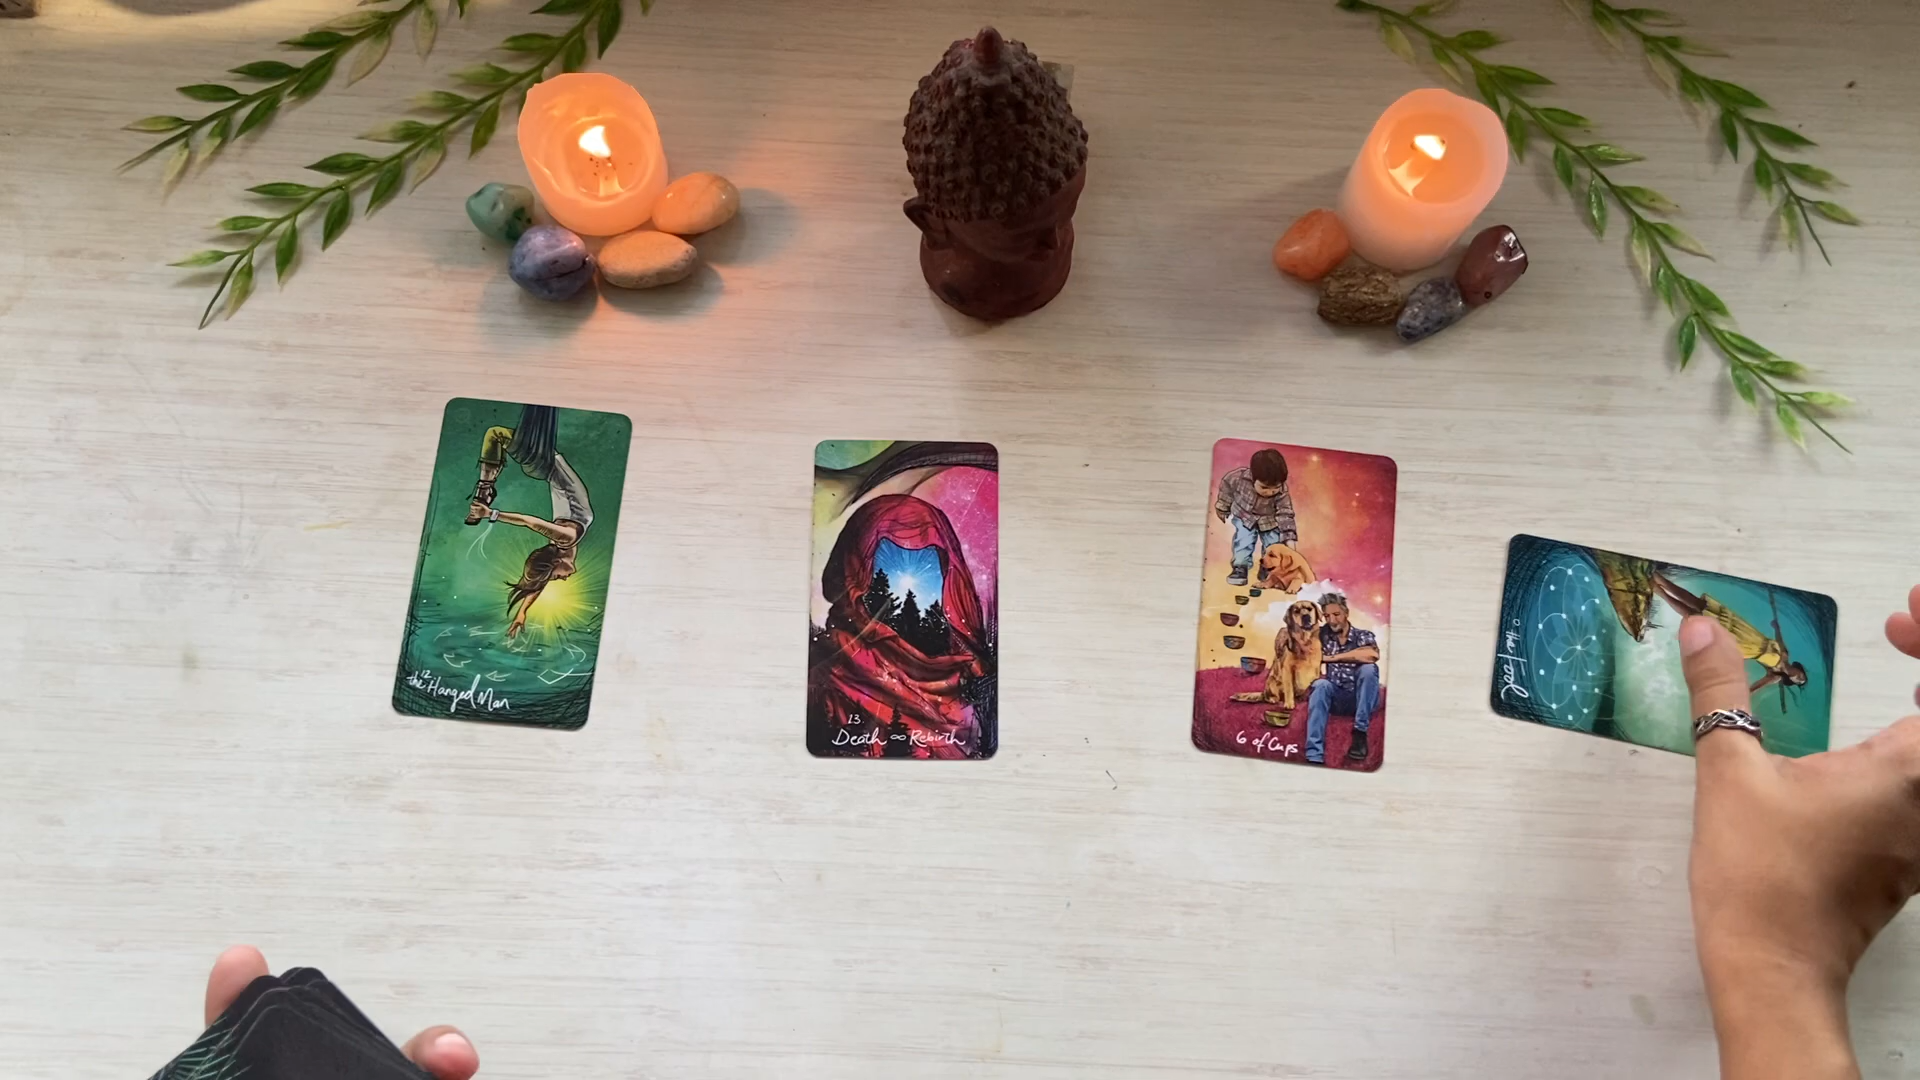 12
the Hanged Man
13.
Death ∞ Rebirth
6 of Cups
0
the fool